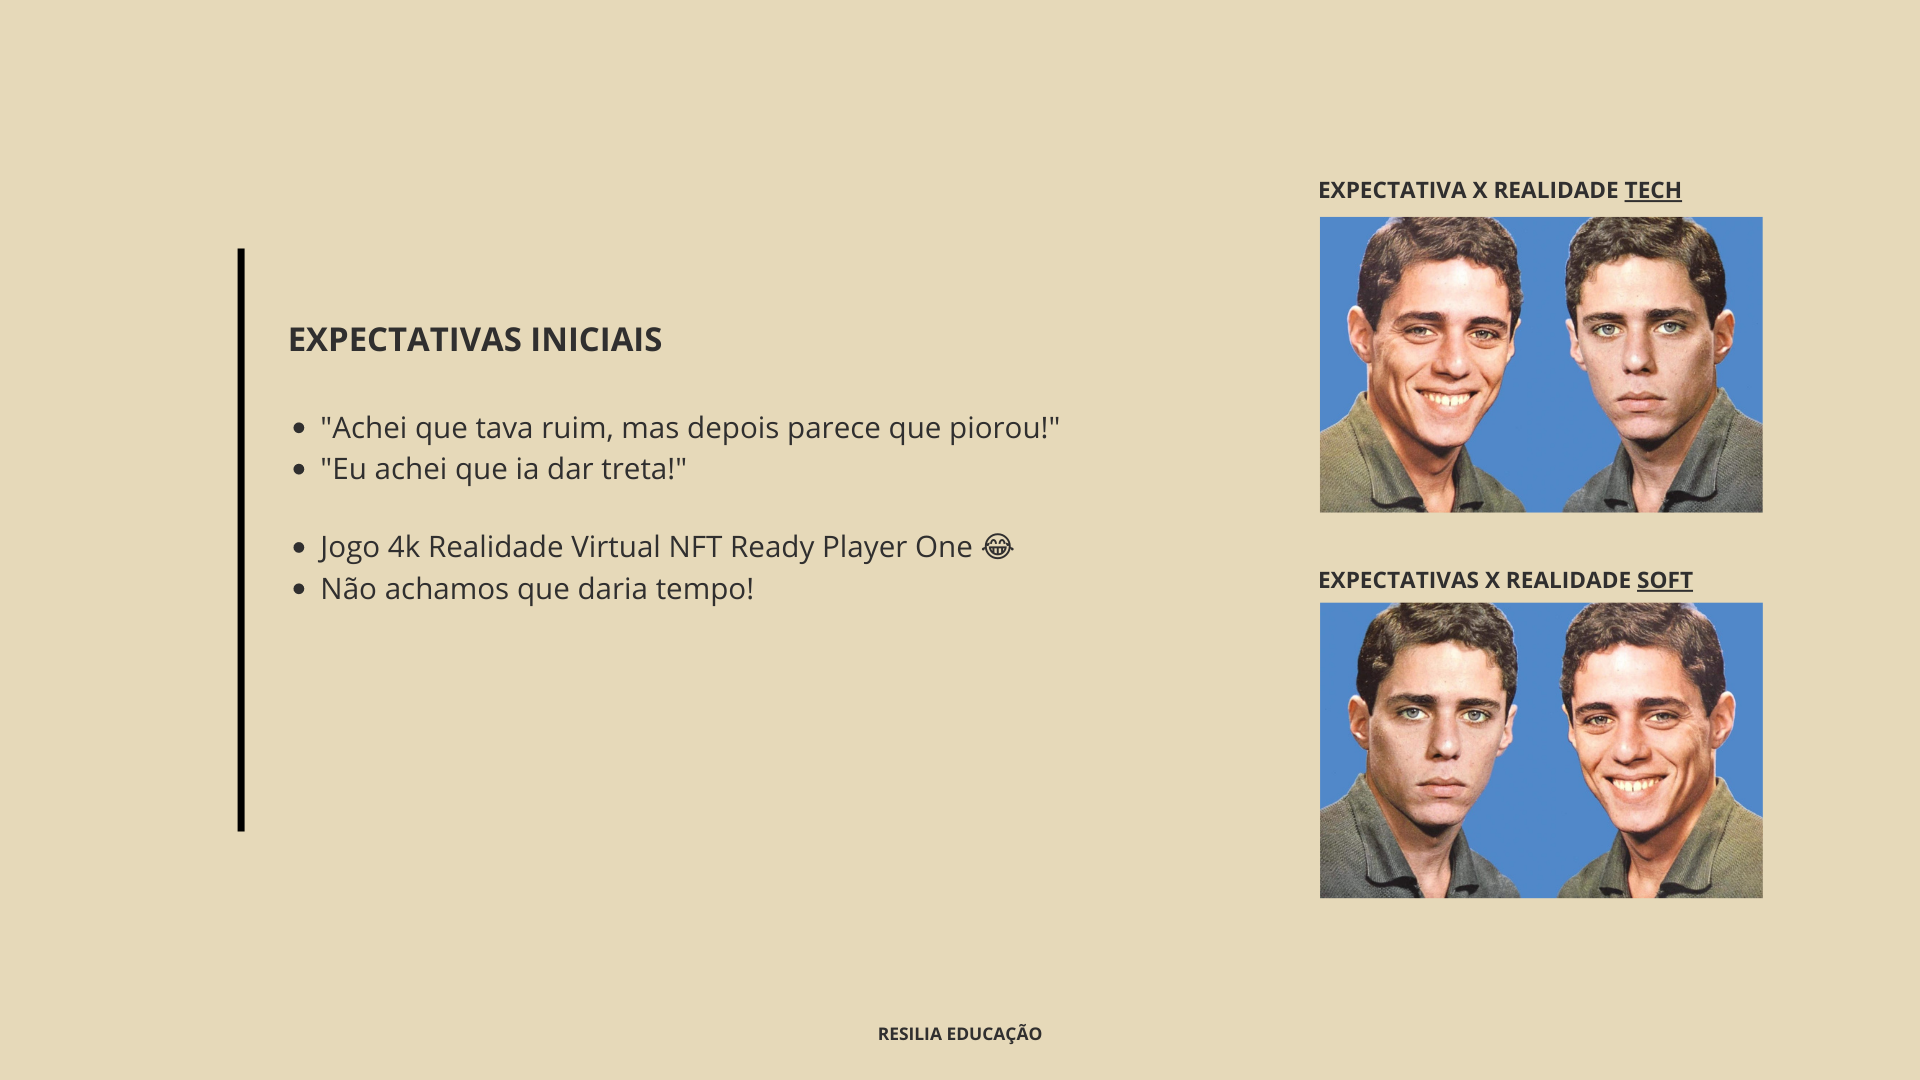 EXPECTATIVAS INICIAIS
"Achei que tava ruim, mas depois parece que piorou!"
"Eu achei que ia dar treta!"
Jogo 4k Realidade Virtual NFT Ready Player One 😂
Não achamos que daria tempo!
EXPECTATIVA X REALIDADE TECH
EXPECTATIVAS X REALIDADE SOFT
RESILIA EDUCAÇÃO